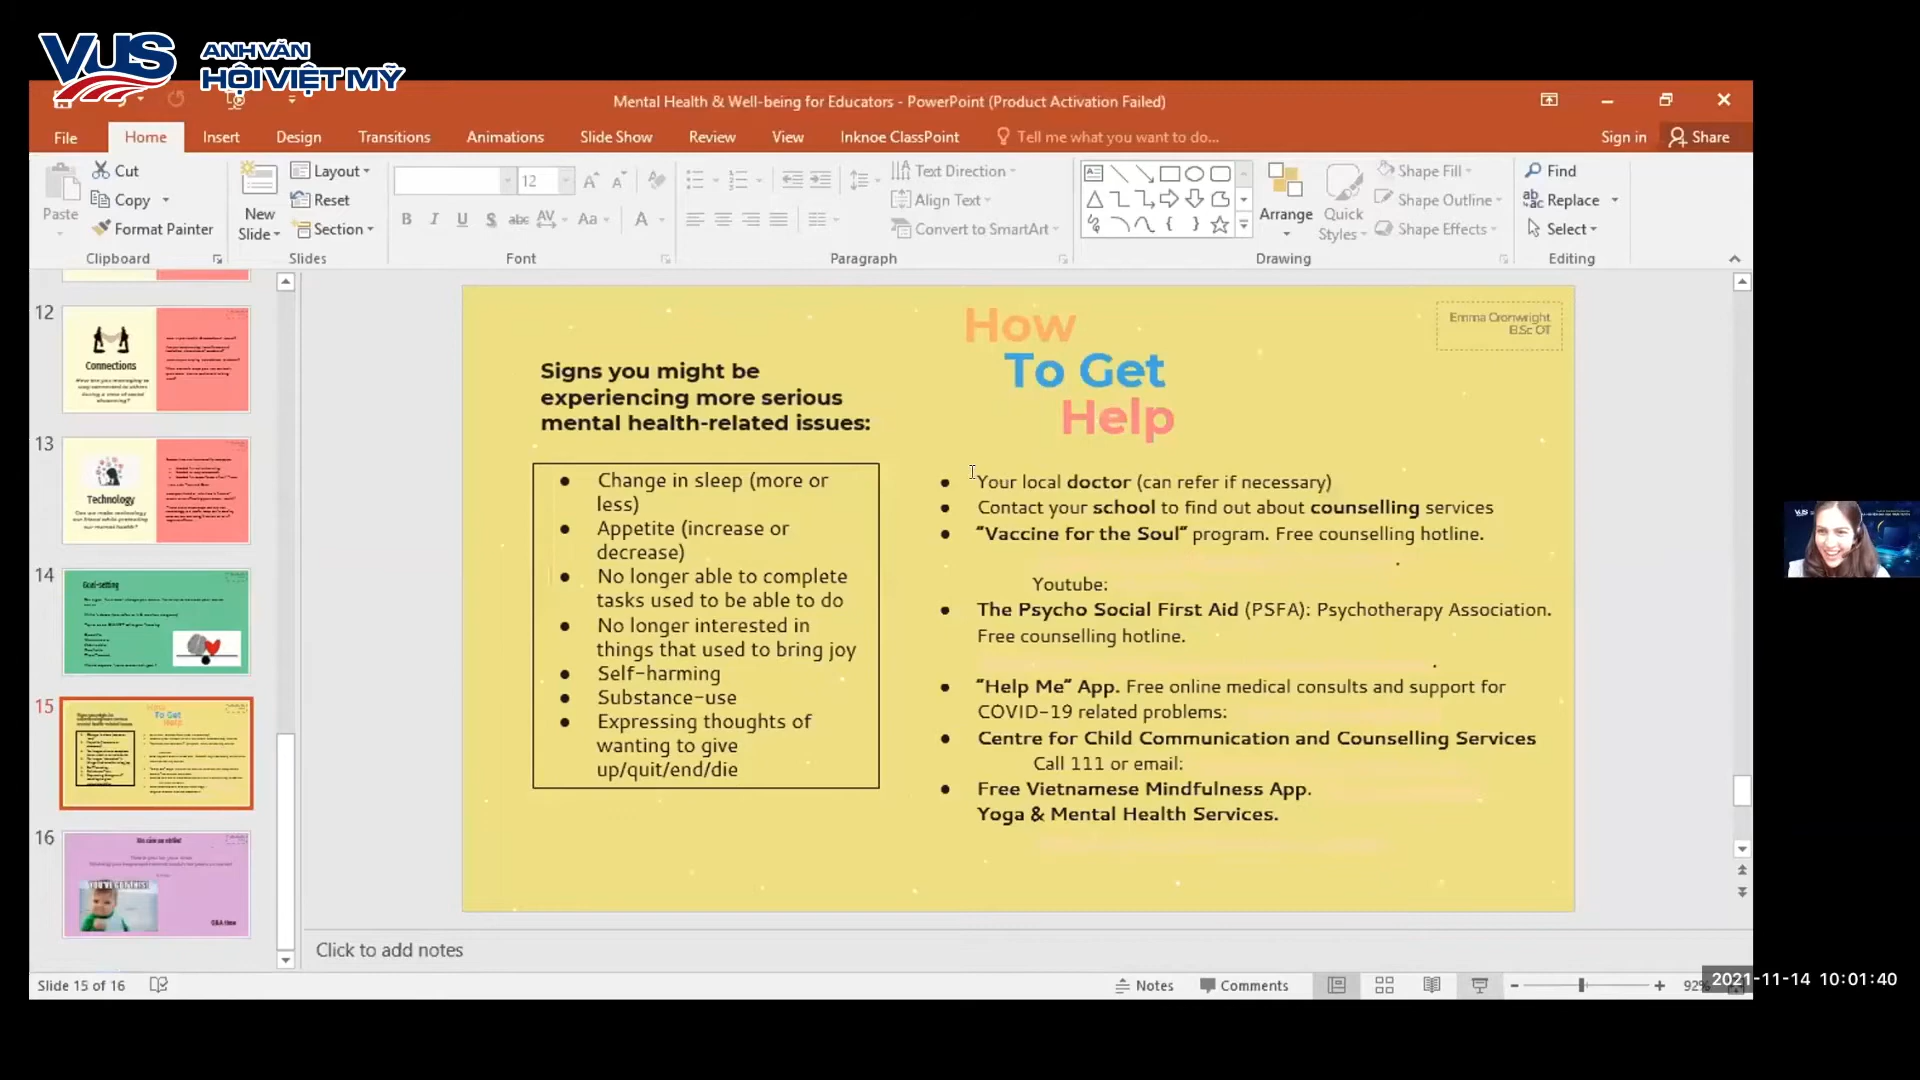 VUS
ANH VĂN
HỘI VIỆT MỸ
Mental Health & Well-being for Educators - PowerPoint (Product Activation Failed)
File Home Insert Design Transitions Animations Slide Show Review View Inknoe ClassPoint Tell me what you want to do... Sign in Share
Cut
Copy
Format Painter
Paste
Clipboard
New
Slide
Layout
Reset
Section
Slides
12
B I U S abc AV Aa A
Font
Text Direction
Align Text
Convert to SmartArt
Paragraph
Arrange
Quick
Styles
Shape Fill
Shape Outline
Shape Effects
Drawing
Find
Replace
Select
Editing
12
Connections
13
Technology
14
Goal-setting
15
To Get
16
Q&A time
How
To Get
Help
Emma Cronwright
B.Sc OT
Signs you might be
experiencing more serious
mental health-related issues:
• Change in sleep (more or
less)
• Appetite (increase or
decrease)
• No longer able to complete
tasks used to be able to do
• No longer interested in
things that used to bring joy
• Self-harming
• Substance-use
• Expressing thoughts of
wanting to give
up/quit/end/die
• Your local doctor (can refer if necessary)
• Contact your school to find out about counselling services
• "Vaccine for the Soul" program. Free counselling hotline.
Youtube:
• The Psycho Social First Aid (PSFA): Psychotherapy Association.
Free counselling hotline.
• "Help Me" App. Free online medical consults and support for
COVID-19 related problems:
• Centre for Child Communication and Counselling Services
Call 111 or email:
• Free Vietnamese Mindfulness App.
Yoga & Mental Health Services.
Click to add notes
Slide 15 of 16
Notes
Comments
92%
2021-11-14 10:01:40